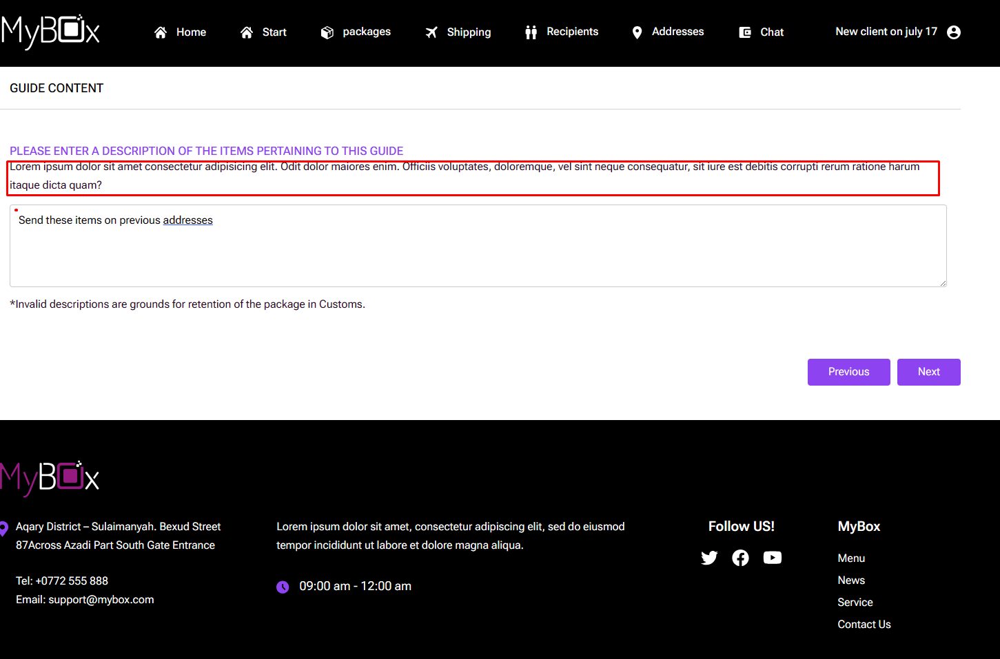 MyBox
Home
Start
packages
Shipping
Recipients
Addresses
Chat
New client on july 17
GUIDE CONTENT
PLEASE ENTER A DESCRIPTION OF THE ITEMS PERTAINING TO THIS GUIDE
Lorem ipsum dolor sit amet consectetur adipisicing elit. Odit dolor maiores enim. Officiis voluptates, doloremque, vel sint neque consequatur, sit iure est debitis corrupti rerum ratione harum
itaque dicta quam?
Send these items on previous addresses
*Invalid descriptions are grounds for retention of the package in Customs.
Previous
Next
MyBox
Aqary District – Sulaimanyah. Bexud Street
87Across Azadi Part South Gate Entrance
Tel: +0772 555 888
Email: support@mybox.com
Lorem ipsum dolor sit amet, consectetur adipiscing elit, sed do eiusmod
tempor incididunt ut labore et dolore magna aliqua.
09:00 am - 12:00 am
Follow US!
MyBox
Menu
News
Service
Contact Us